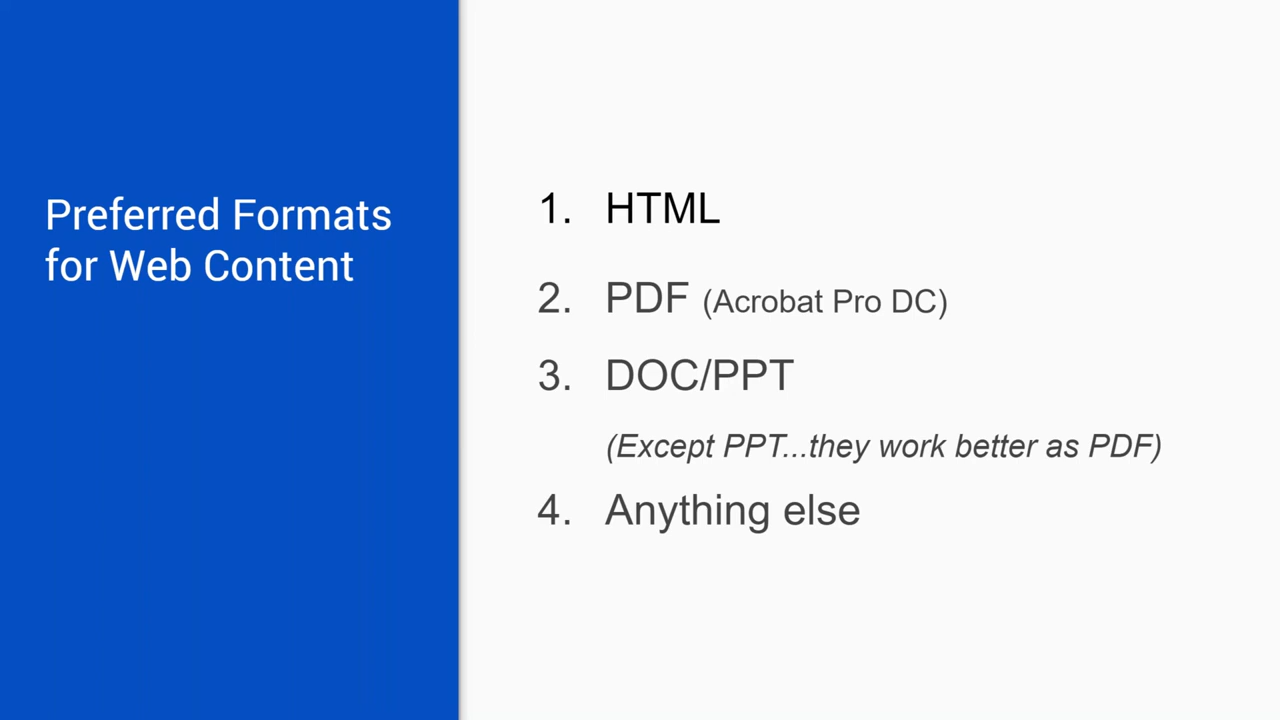 Preferred Formats
for Web Content
1. HTML
2. PDF (Acrobat Pro DC)
3. DOC/PPT
(Except PPT...they work better as PDF)
4. Anything else